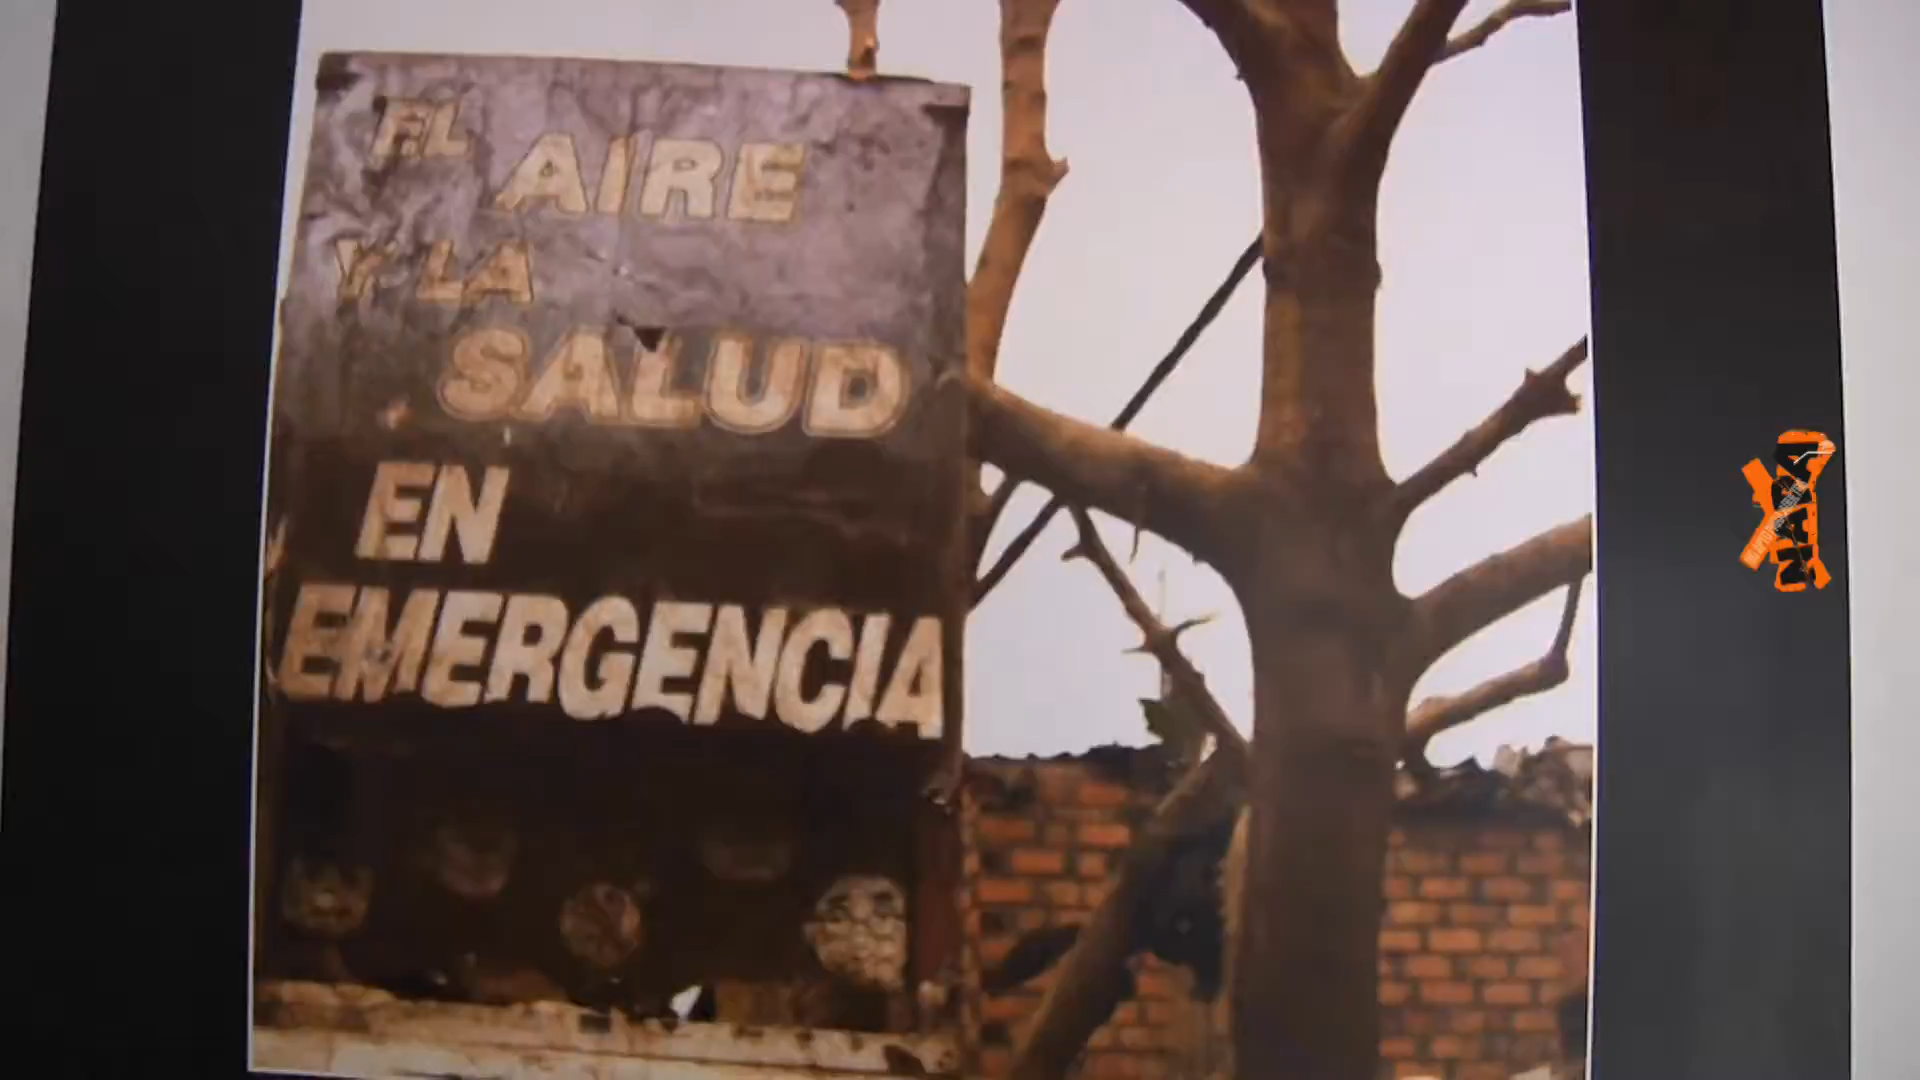 EL
AIRE
Y LA
SALUD
EN
EMERGENCIA